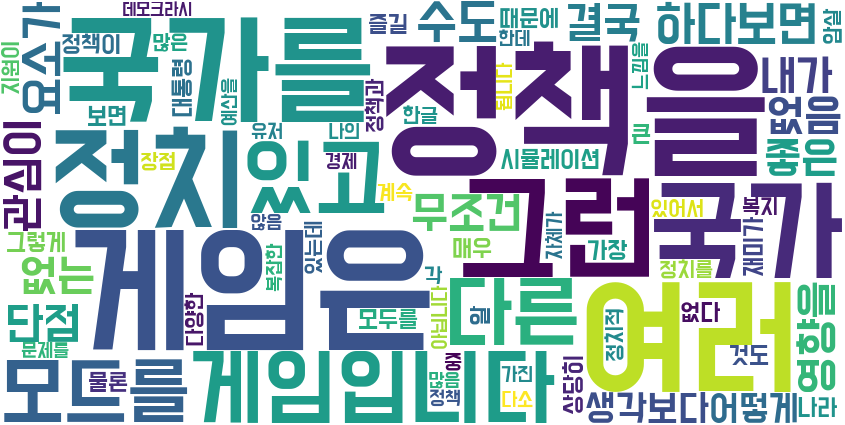 데모크라시
즐길
수도
때문에
한데
결국
하다보면
암살
지원이
요소가
정책이
많은
보면
대통령
예산을
국가를
정책과
정책을
됩니다
느낌을
내가
없음
관심이
정치
장점
유저
나의
있고
경제
한글
시뮬레이션
큰
좋은
그렇게
없는
게임은
않음
복잡한
있는데
무조건
매우
계속
그런
자체가
가장
있어서
복지
국가
정치를
재미가
단점
문제를
다양한
각
모두를
아닙니다
다른
알
여러
정치적
없다
영향을
모드를
물론
게임입니다
많음
정책
가진
다소
상당히
것도
생각보다
어떻게
나라